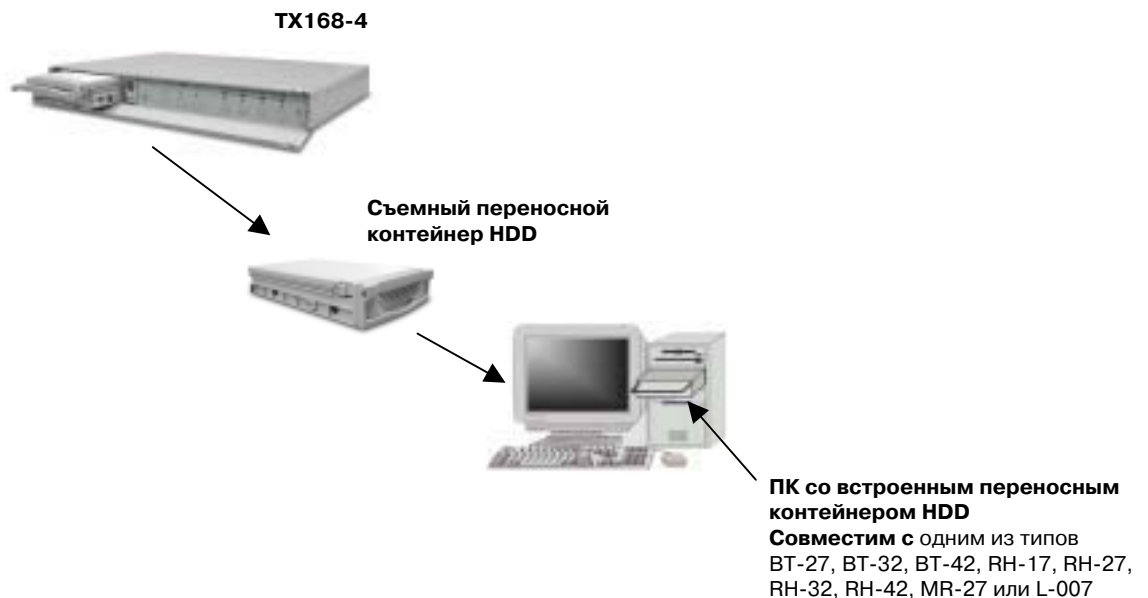 TX168-4
Съемный переносной
контейнер HDD
ПК со встроенным переносным
контейнером HDD
Совместим с одним из типов
BT-27, BT-32, BT-42, RH-17, RH-27,
RH-32, RH-42, MR-27 или L-007